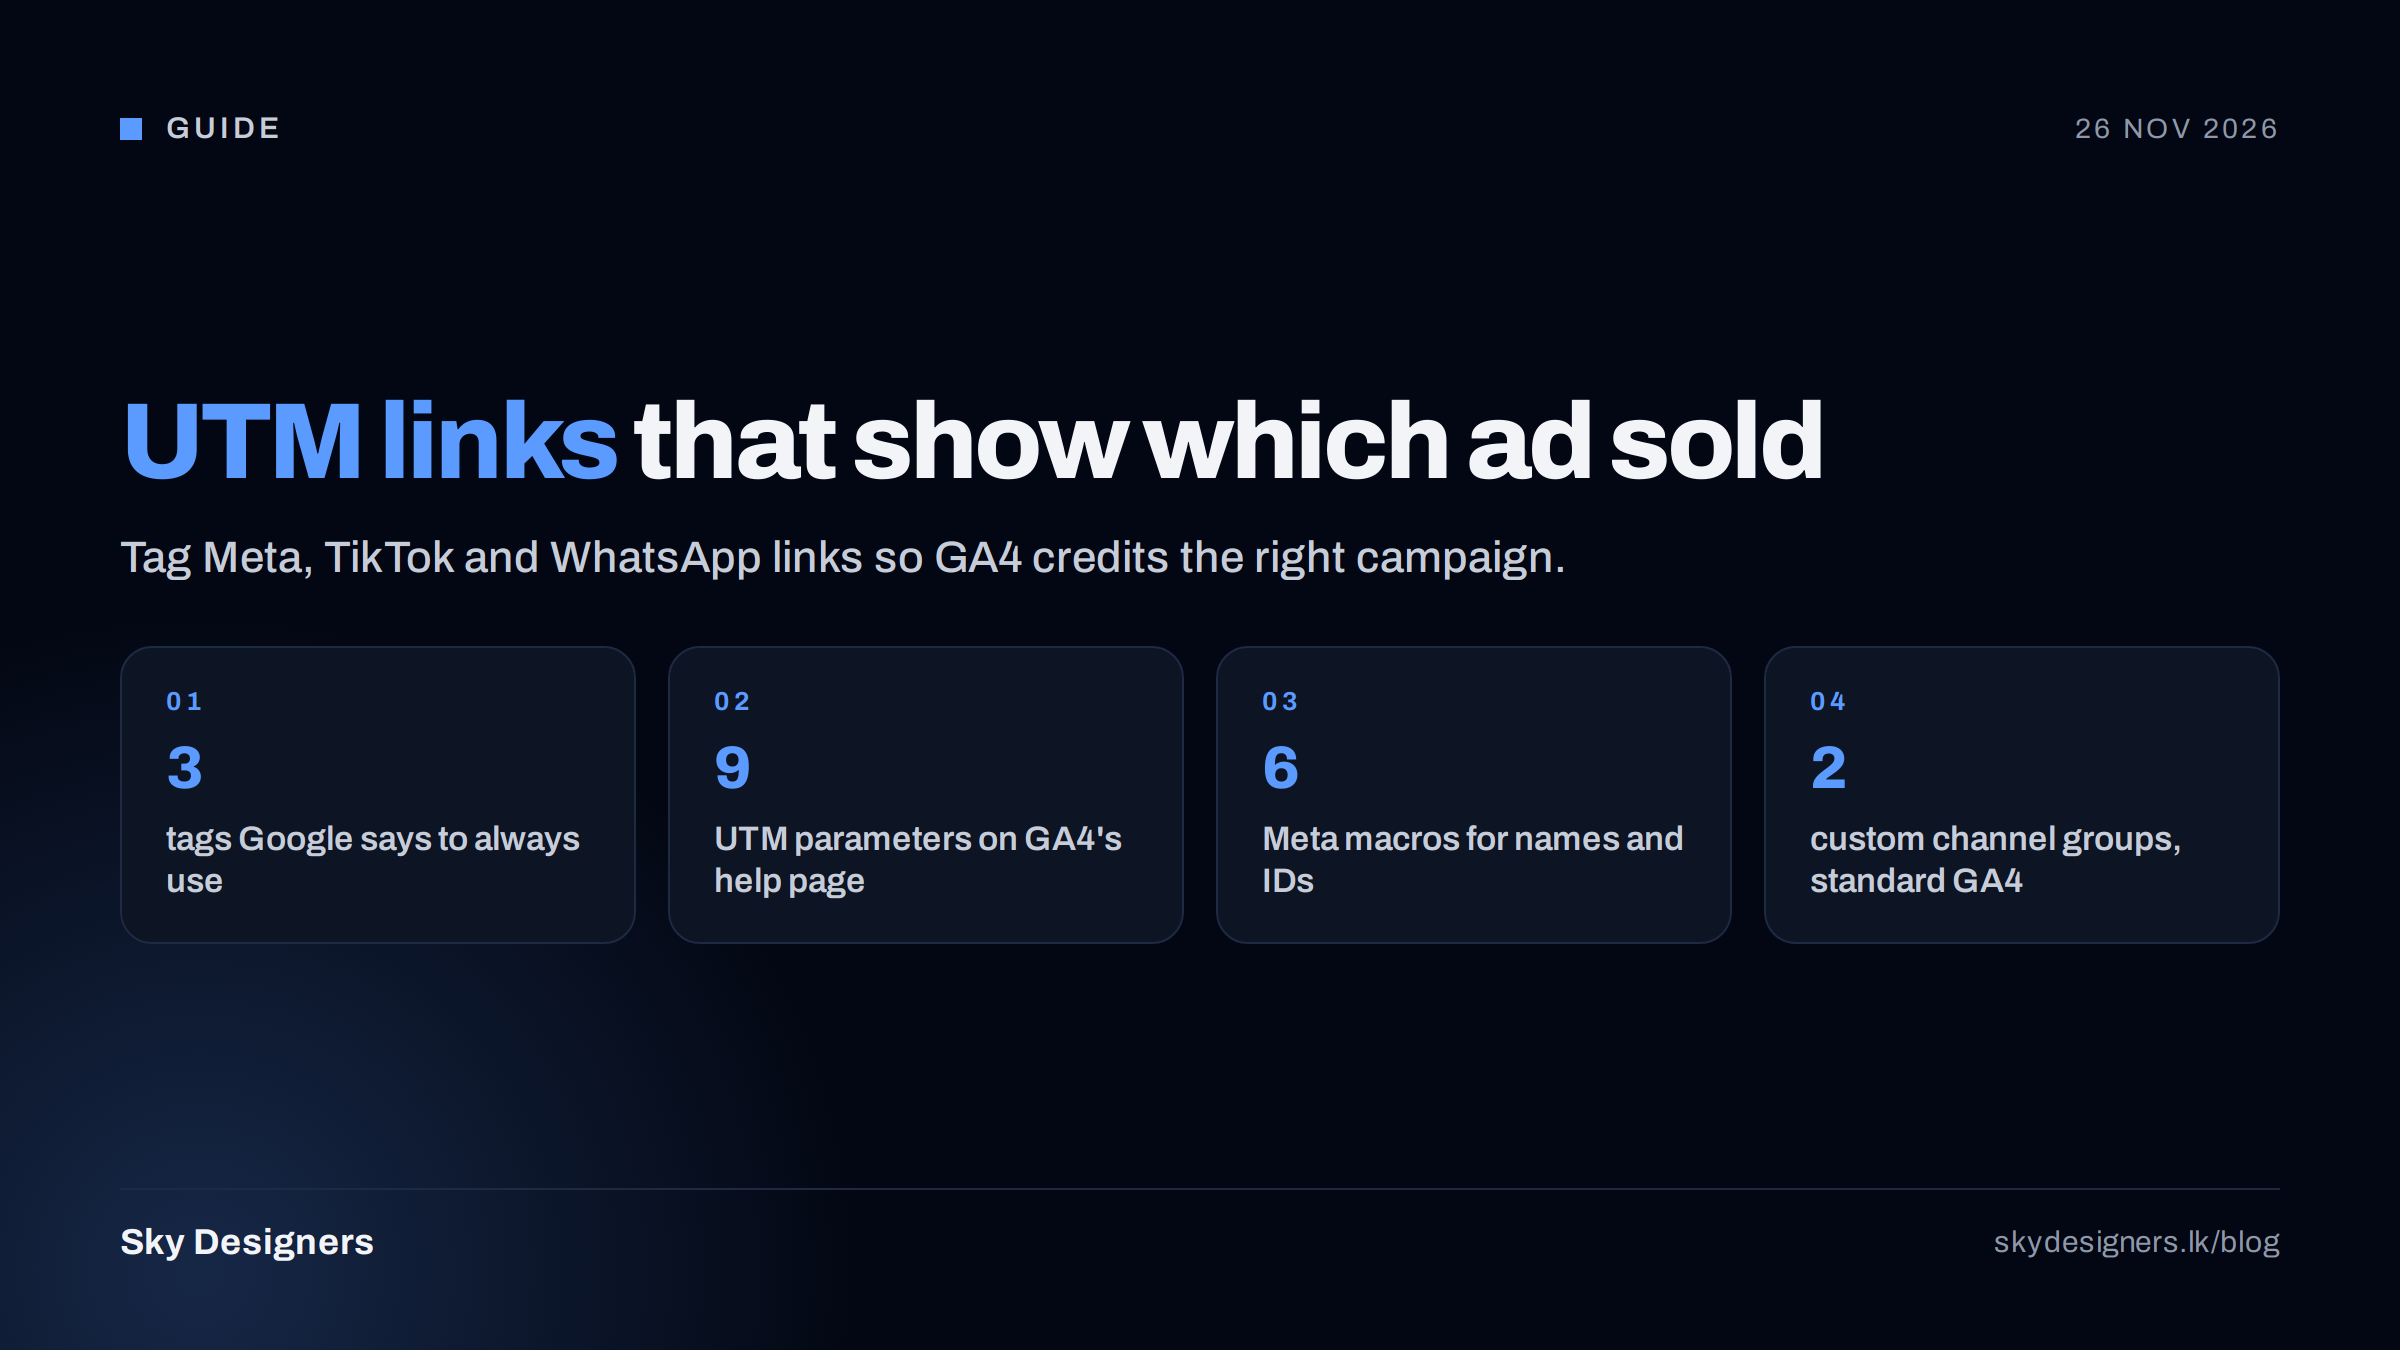 GUIDE
26 NOV 2026
UTM links that show which ad sold
Tag Meta, TikTok and WhatsApp links so GA4 credits the right campaign.
01
3
tags Google says to always
use
02
9
UTM parameters on GA4's
help page
03
6
Meta macros for names and
IDs
04
2
custom channel groups,
standard GA4
Sky Designers
skydesigners.lk/blog